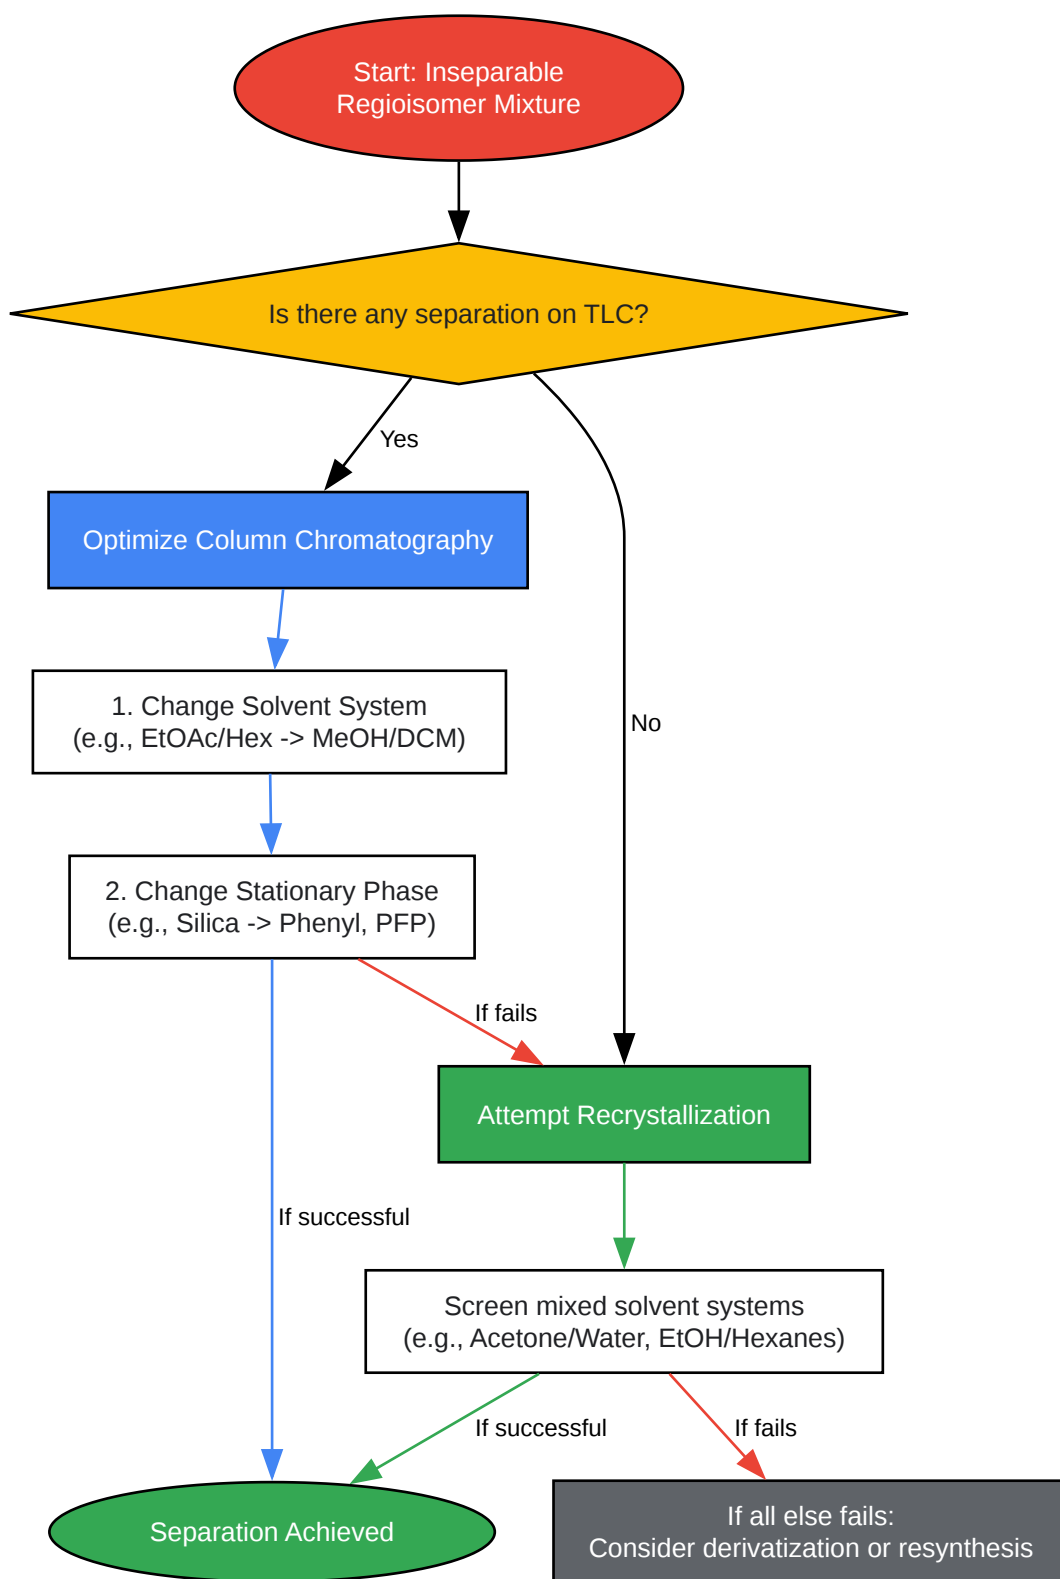 Start: Inseparable
Regioisomer Mixture
Is there any separation on TLC?
Yes
Optimize Column Chromatography
1. Change Solvent System
(e.g., EtOAc/Hex -> MeOH/DCM)
No
2. Change Stationary Phase
(e.g., Silica -> Phenyl, PFP)
If fails
Attempt Recrystallization
If successful
Screen mixed solvent systems
(e.g., Acetone/Water, EtOH/Hexanes)
If successful
If fails
Separation Achieved
If all else fails:
Consider derivatization or resynthesis